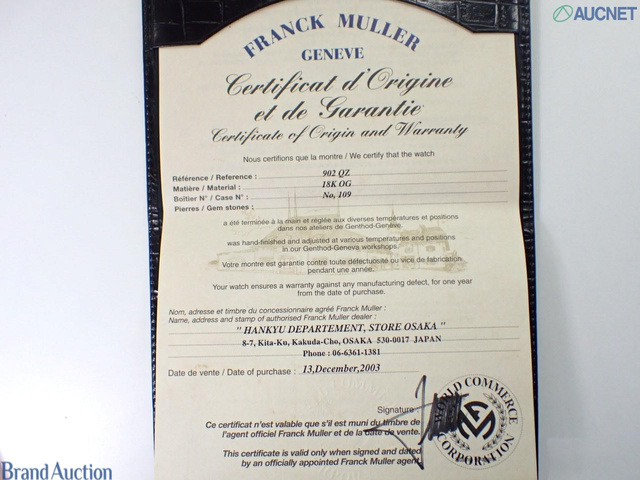 AUCNET
FRANCK MULLER
GENEVE
Certificat d'Origine
et de Garantie
Certificate of Origin and Warranty
Nous certifions que la montre / We certify that the watch
Référence / Reference : 902 QZ
Matière / Material : 18K OG
Boîtier N° / Case N° : No, 109
Pierres / Gem stones :
a été terminée à la main et réglée aux diverses températures et positions
dans nos ateliers de Genthod-Genève.
was hand-finished and adjusted at various temperatures and positions
in our Genthod-Geneva workshops.
Votre montre est garantie contre toute défectuosité ou vice de fabrication
pendant une année.
Your watch ensures a warranty against any manufacturing defect, for one year
from the date of purchase.
Nom, adresse et timbre du concessionnaire agréé Franck Muller :
Name, address and stamp of authorised Franck Muller dealer :
" HANKYU DEPARTEMENT, STORE OSAKA "
8-7, Kita-Ku, Kakuda-Cho, OSAKA 530-0017 JAPAN
Phone : 06-6361-1381
Date de vente / Date of purchase : 13,December,2003
Signature :
WORLD COMMERCE
CORPORATION
Ce certificat n'est valable que s'il est muni du timbre de
l'agent officiel Franck Muller et de la date de vente.
This certificate is valid only when signed and dated
by an officially appointed Franck Muller agent.
Brand Auction